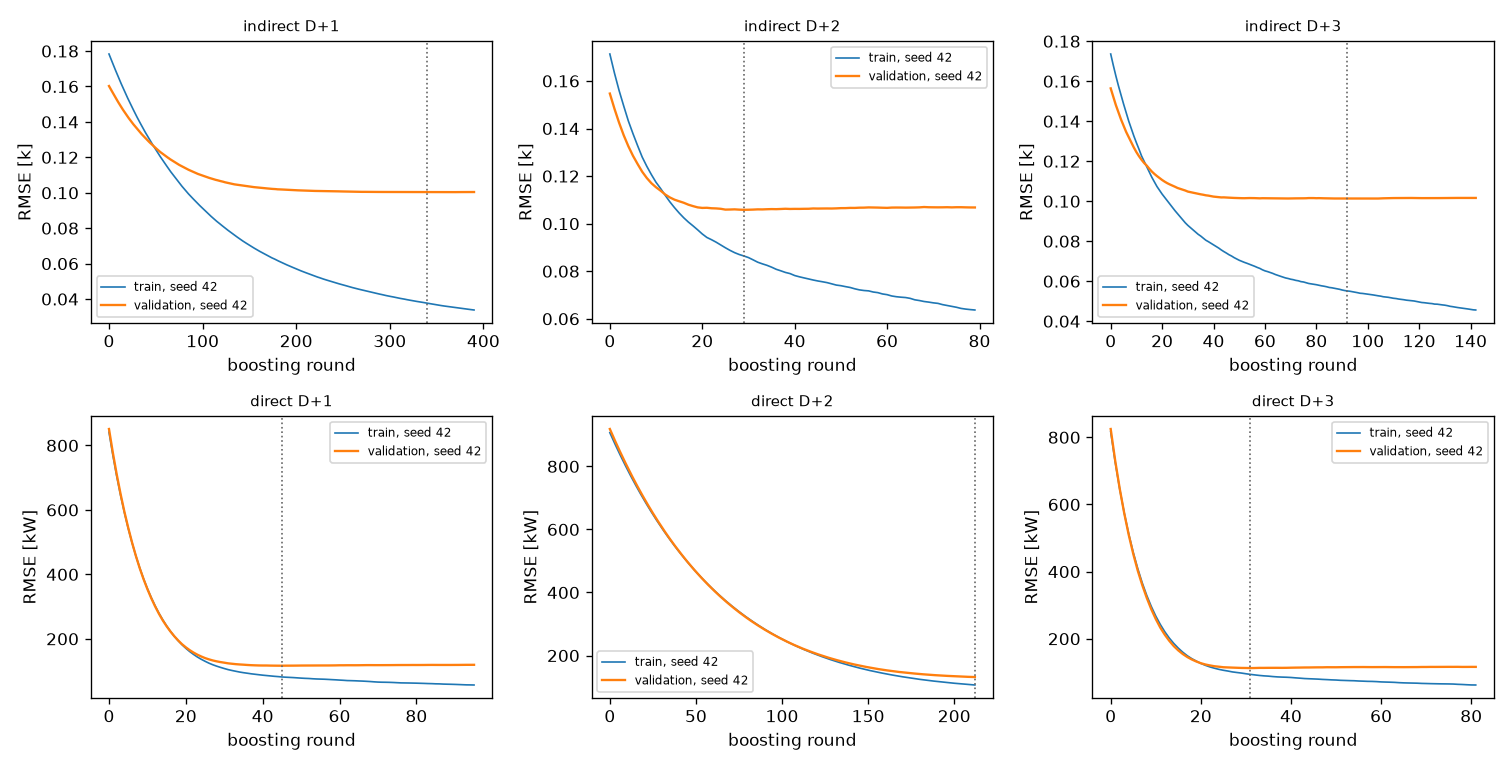 indirect D+1
RMSE [k]
0.18
0.16
0.14
0.12
0.10
0.08
0.06
0.04
train, seed 42
validation, seed 42
0 100 200 300 400
boosting round
indirect D+2
RMSE [k]
0.16
0.14
0.12
0.10
0.08
0.06
train, seed 42
validation, seed 42
0 20 40 60 80
boosting round
indirect D+3
RMSE [k]
0.18
0.16
0.14
0.12
0.10
0.08
0.06
0.04
train, seed 42
validation, seed 42
0 20 40 60 80 100 120 140
boosting round
direct D+1
RMSE [kW]
800
600
400
200
train, seed 42
validation, seed 42
0 20 40 60 80
boosting round
direct D+2
RMSE [kW]
800
600
400
200
train, seed 42
validation, seed 42
0 50 100 150 200
boosting round
direct D+3
RMSE [kW]
800
600
400
200
train, seed 42
validation, seed 42
0 20 40 60 80
boosting round